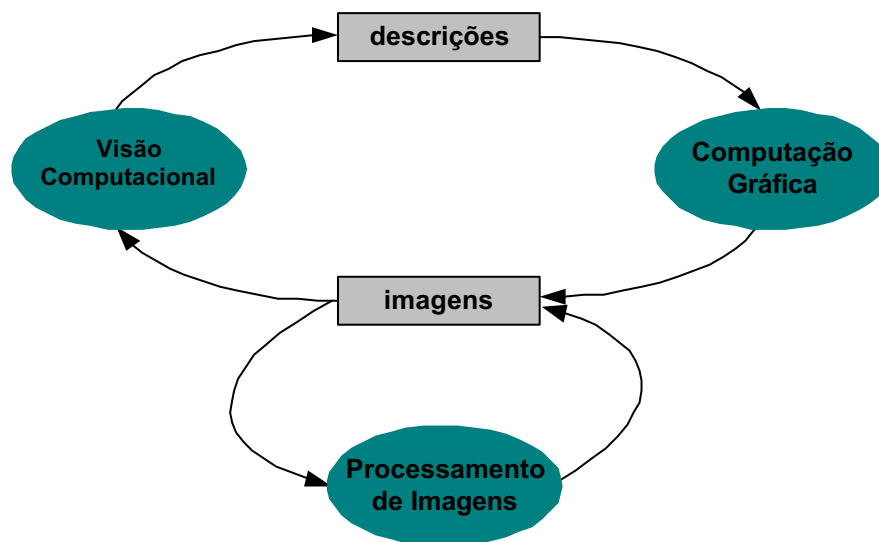 descrições
Visão
Computacional
Computação
Gráfica
imagens
Processamento
de Imagens